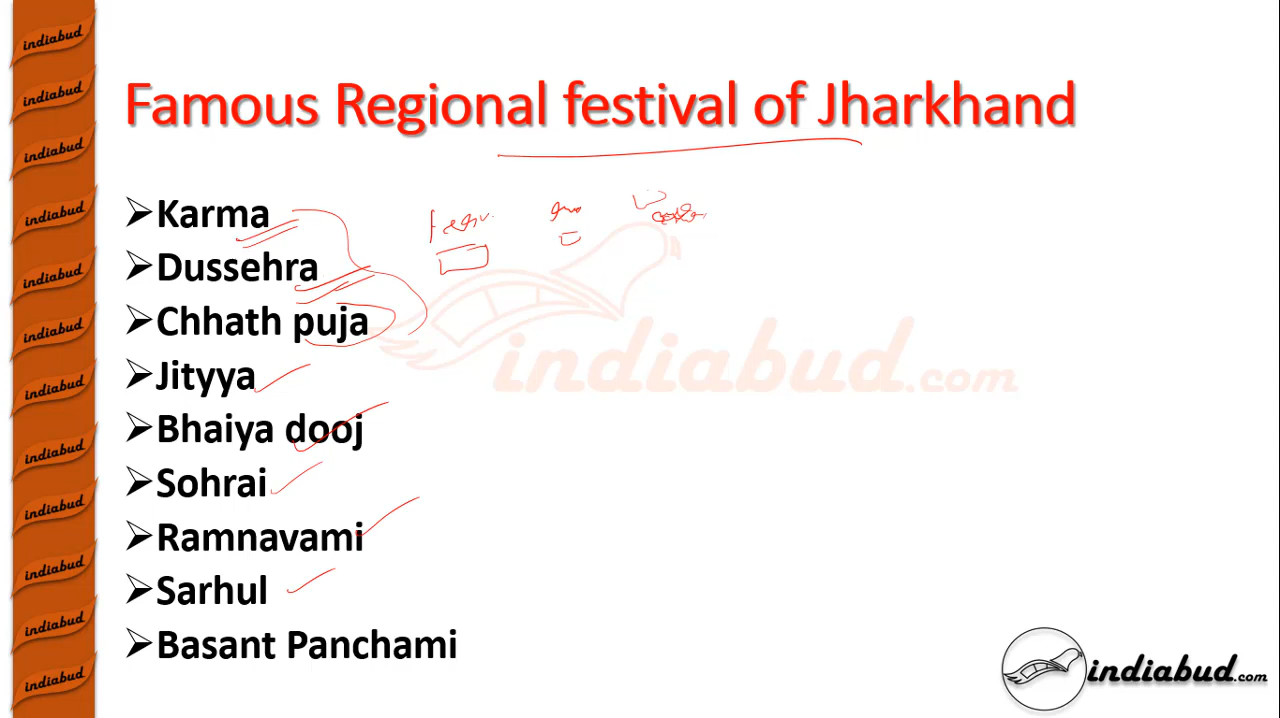 Famous Regional festival of Jharkhand
Karma
Dussehra
Chhath puja
Jityya
Bhaiya dooj
Sohrai
Ramnavami
Sarhul
Basant Panchami
indiabud.com
indiabud.com
indiabud
indiabud
indiabud
indiabud
indiabud
indiabud
indiabud
indiabud
indiabud
indiabud
indiabud
indiabud